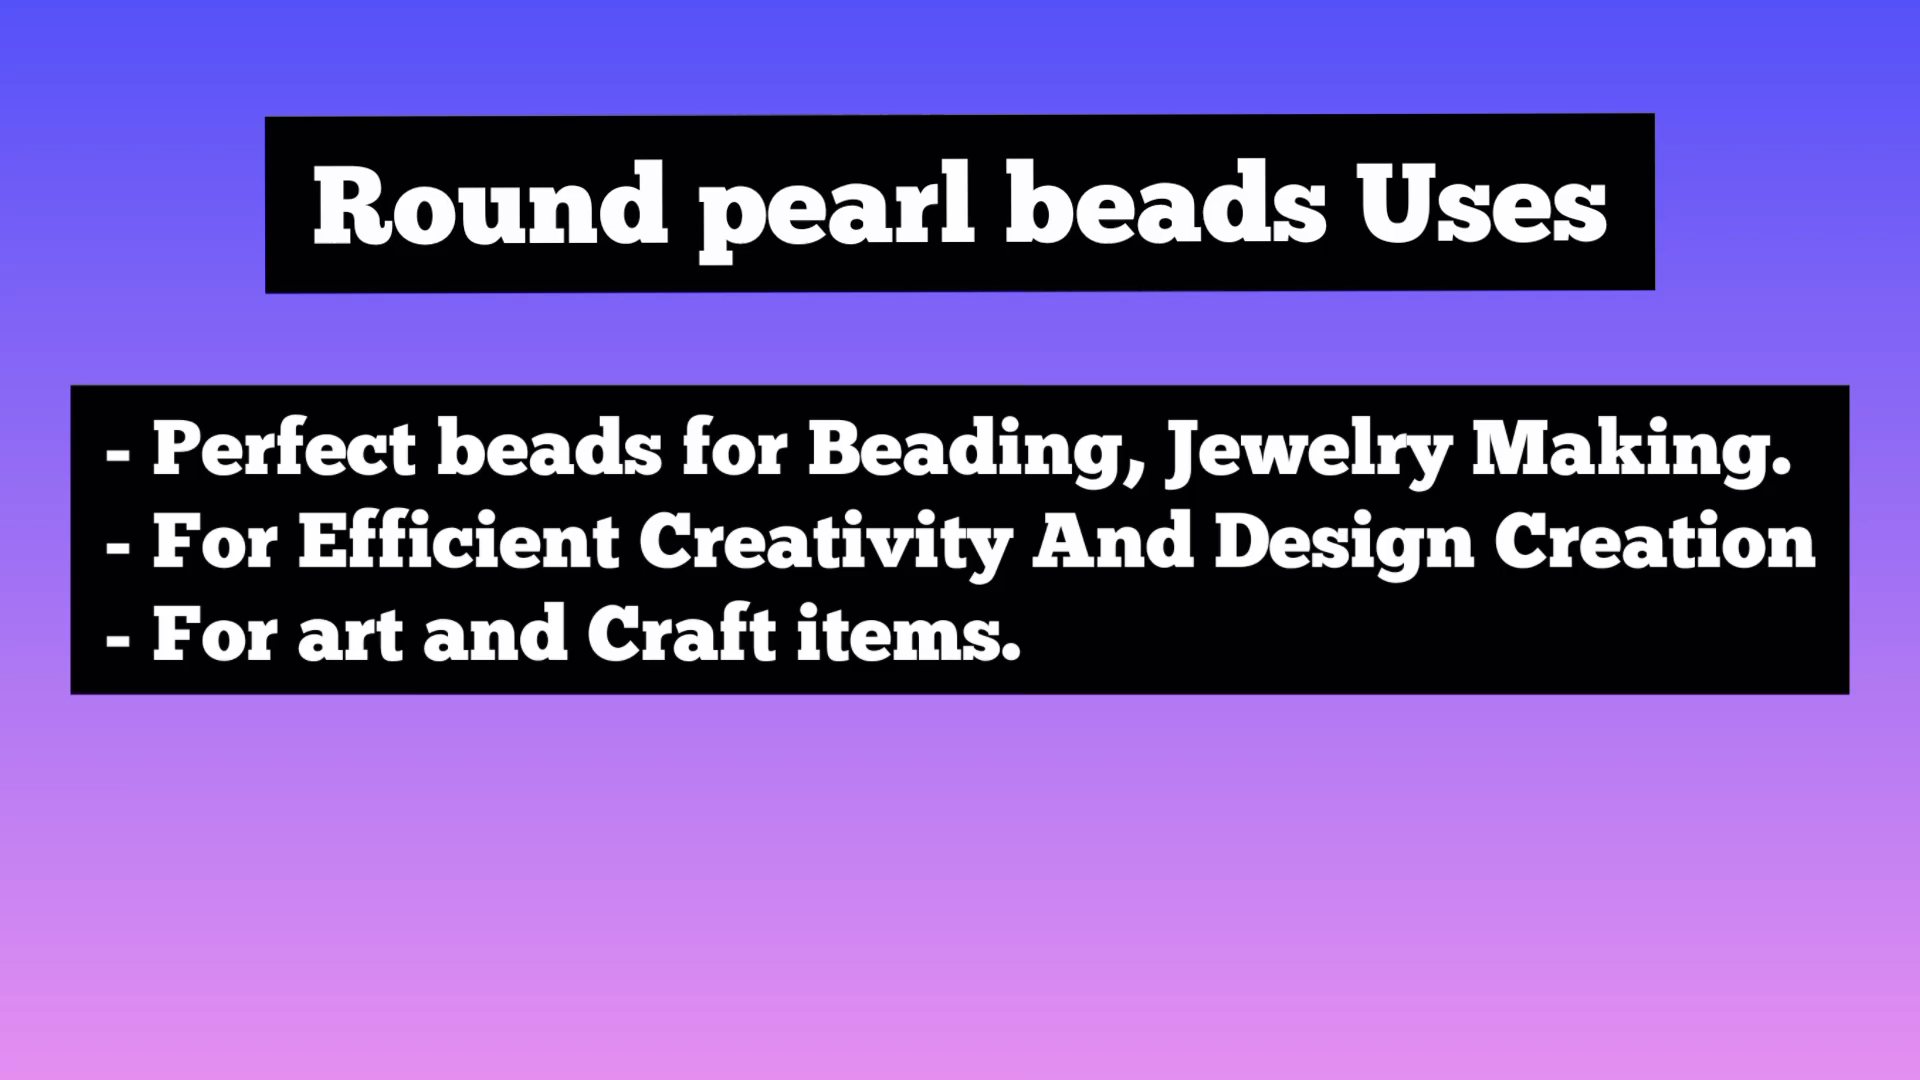 Round pearl beads Uses
- Perfect beads for Beading, Jewelry Making.
- For Efficient Creativity And Design Creation
- For art and Craft items.